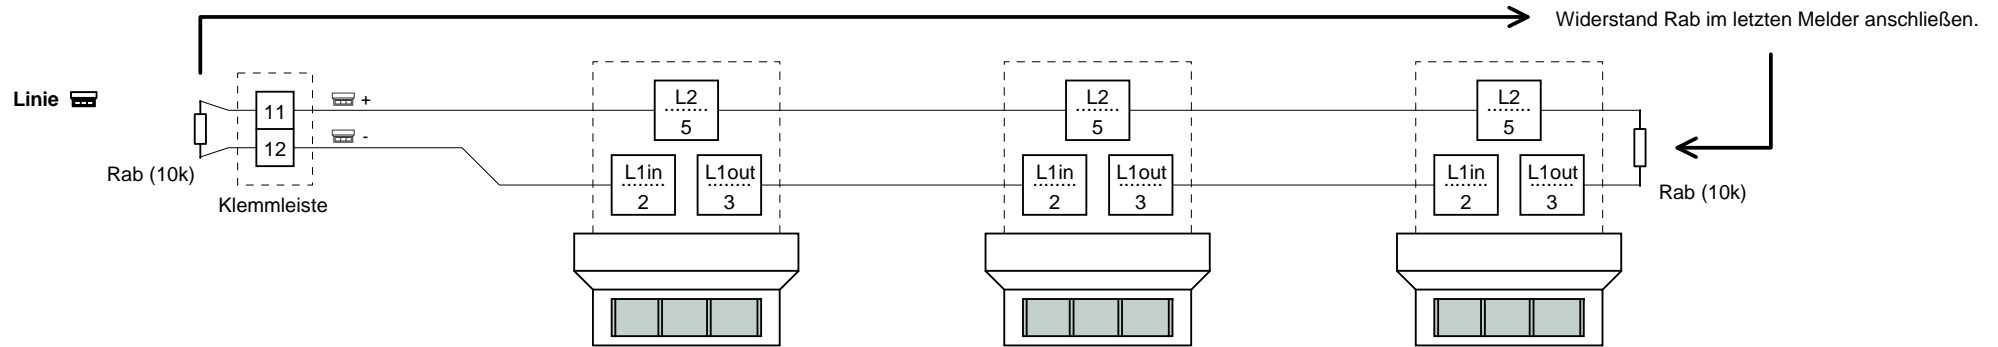 Widerstand Rab im letzten Melder anschließen.
Linie
11
12
+
-
Rab (10k)
Klemmleiste
L2
5
L1in
2
L1out
3
L2
5
L1in
2
L1out
3
L2
5
L1in
2
L1out
3
Rab (10k)